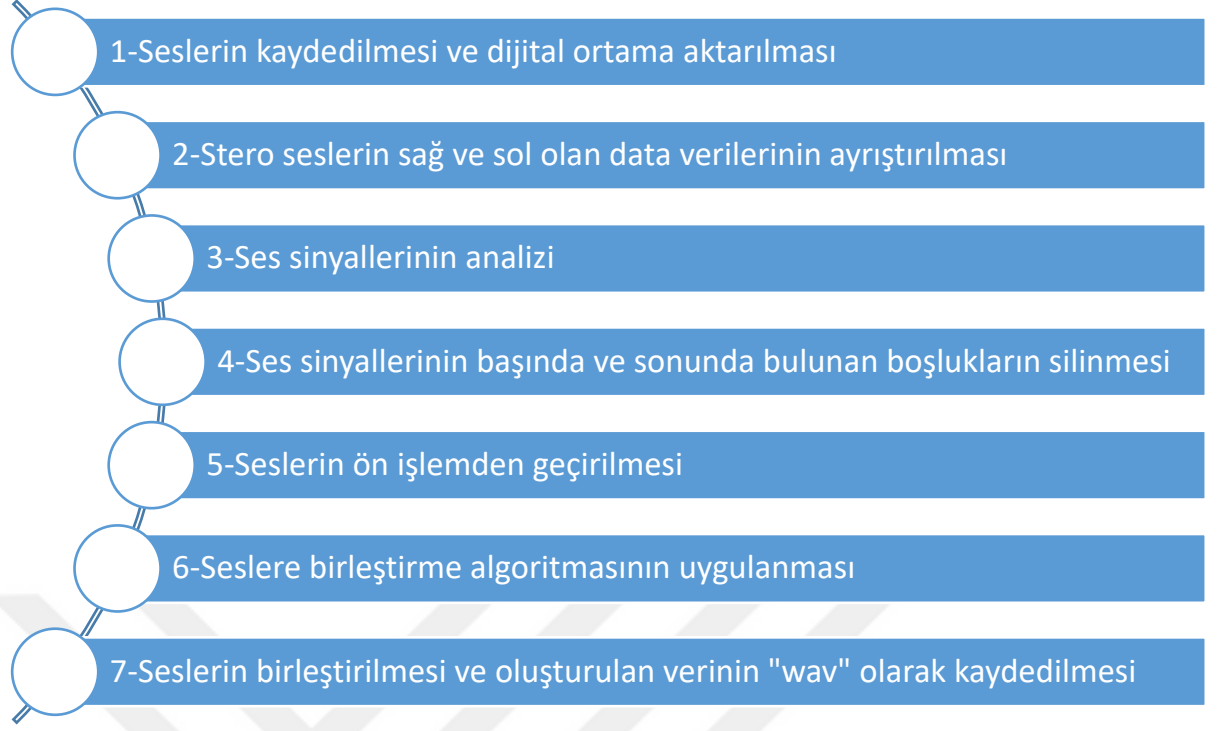 1-Seslerin kaydedilmesi ve dijital ortama aktarılması
2-Stero seslerin sağ ve sol olan data verilerinin ayrıştırılması
3-Ses sinyallerinin analizi
4-Ses sinyallerinin başında ve sonunda bulunan boşlukların silinmesi
5-Seslerin ön işlemden geçirilmesi
6-Seslere birleştirme algoritmasının uygulanması
7-Seslerin birleştirilmesi ve oluşturulan verinin "wav" olarak kaydedilmesi